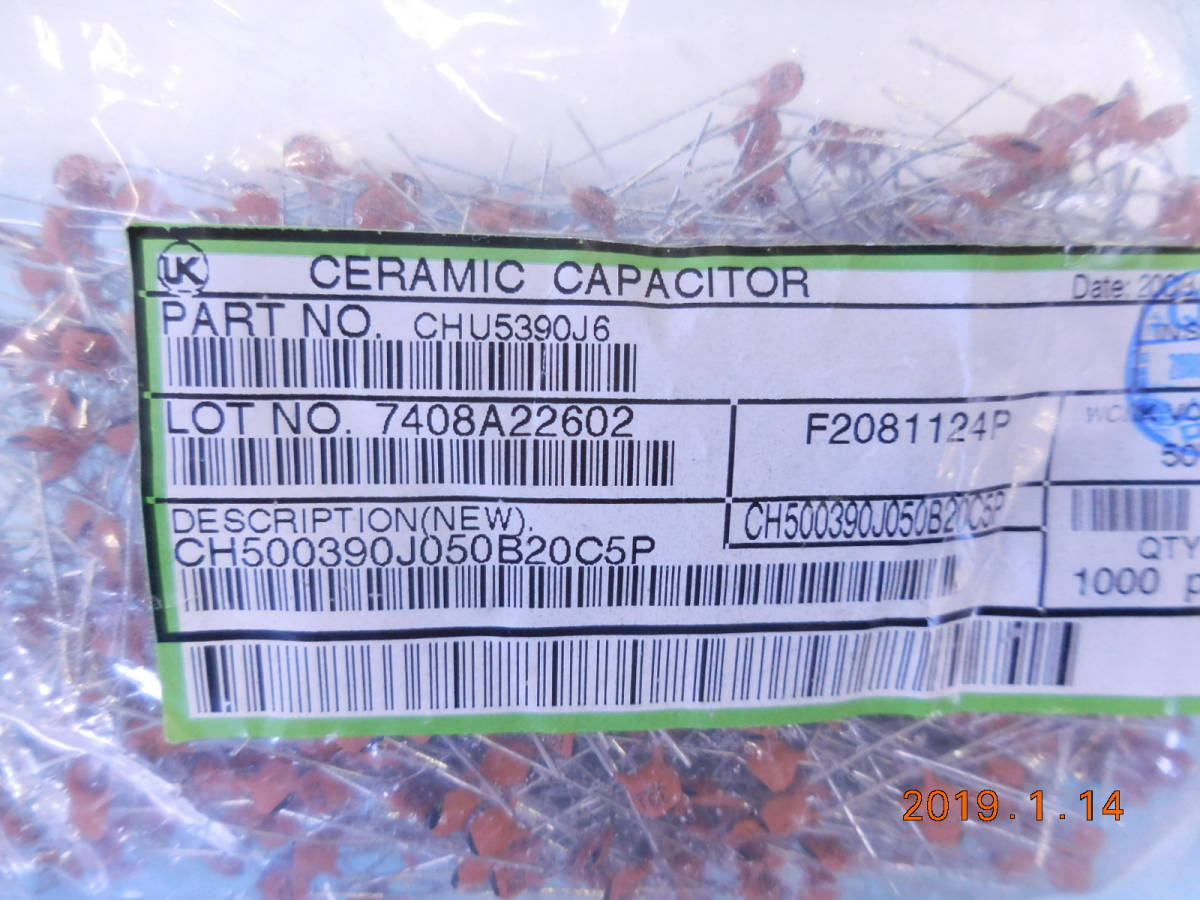 UK
CERAMIC CAPACITOR
Date:
PART NO. CHU5390J6
LOT NO. 7408A22602
F2081124P
DESCRIPTION(NEW).
CH500390J050B20C5P
CH500390J050B20C5P
QTY
1000
2019.1.14